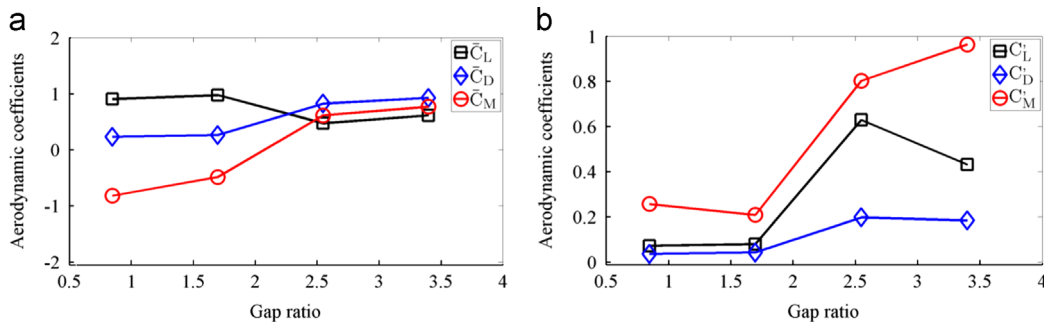 a
b
Aerodynamic coefficients
2
1
0
-1
-2
0.5 1 1.5 2 2.5 3 3.5 4
Gap ratio
C̄L
C̄D
C̄M
Aerodynamic coefficients
1
0.8
0.6
0.4
0.2
0
0.5 1 1.5 2 2.5 3 3.5 4
Gap ratio
C'L
C'D
C'M